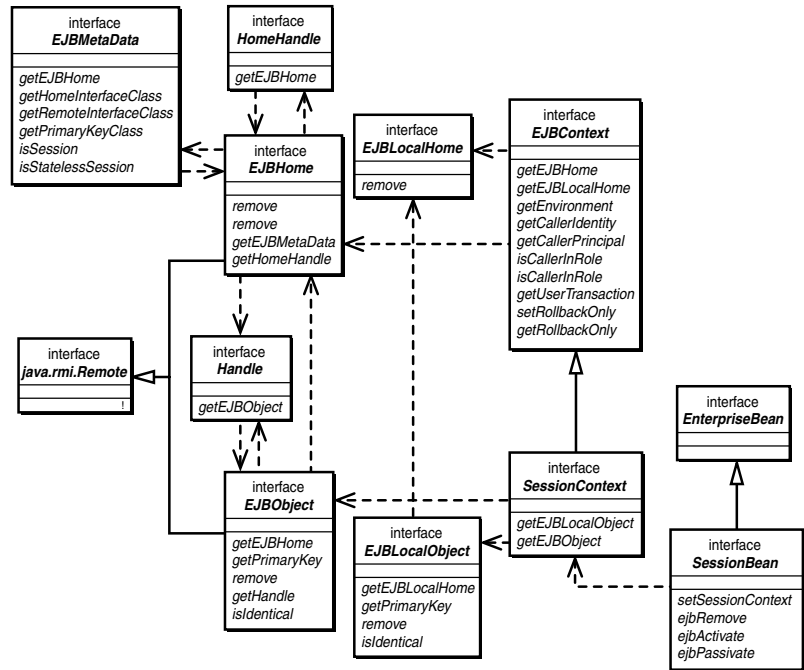 interface
EJBMetaData
getEJBHome
getHomeInterfaceClass
getRemoteInterfaceClass
getPrimaryKeyClass
isSession
isStatelessSession
interface
HomeHandle
getEJBHome
interface
EJBHome
remove
remove
getEJBMetaData
getHomeHandle
interface
EJBLocalHome
remove
interface
EJBContext
getEJBHome
getEJBLocalHome
getEnvironment
getCallerIdentity
getCallerPrincipal
isCallerInRole
isCallerInRole
getUserTransaction
setRollbackOnly
getRollbackOnly
interface
java.rmi.Remote
!
interface
Handle
getEJBObject
interface
EnterpriseBean
interface
EJBObject
getEJBHome
getPrimaryKey
remove
getHandle
isIdentical
interface
EJBLocalObject
getEJBLocalHome
getPrimaryKey
remove
isIdentical
interface
SessionContext
getEJBLocalObject
getEJBObject
interface
SessionBean
setSessionContext
ejbRemove
ejbActivate
ejbPassivate